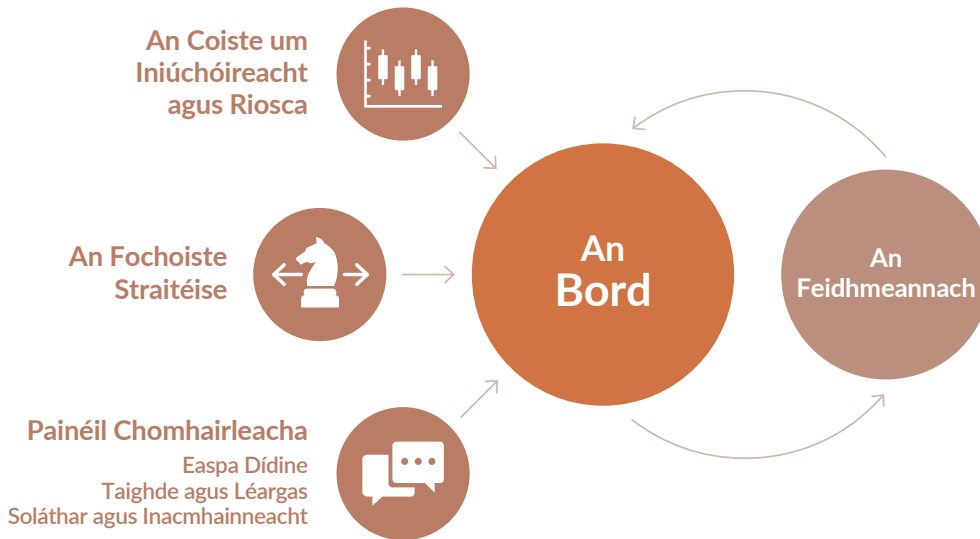 An Coiste um
Iniúchóireacht
agus Riosca
An Fochoiste
Straitéise
Painéil Chomhairleacha
Easpa Dídine
Taighde agus Léargas
Soláthar agus Inacmhainneacht
An
Bord
An
Feidhmeannach